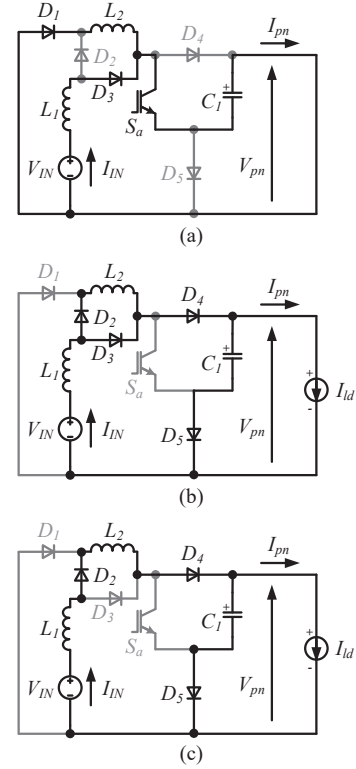 D1 L2 D4 Ipn
D2
D3
L1 Sa + C1
VIN IIN D5 Vpn
(a)
D1 L2 D4 Ipn
D2
D3
L1 Sa + C1
VIN IIN D5 Vpn + - Ild
(b)
D1 L2 D4 Ipn
D2
D3
L1 Sa + C1
VIN IIN D5 Vpn + - Ild
(c)